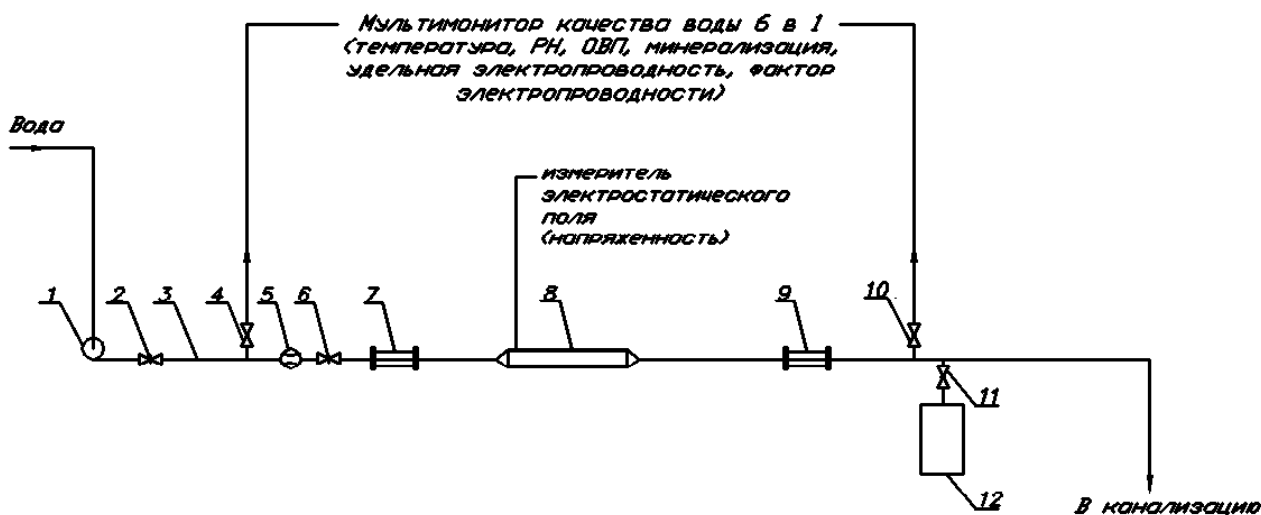 Мультимонитор качества воды 6 в 1
(температура, РН, ОВП, минерализация,
удельная электропроводность, фактор
электропроводности)
Вода
измеритель
электростатического
поля
(напряженность)
1 2 3 4 5 6 7 8 9 10
11
12
В канализацию